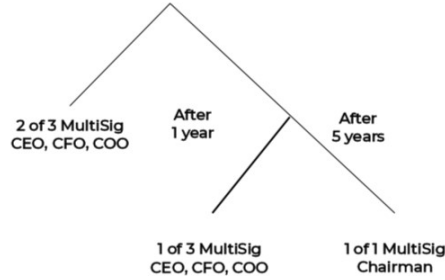 2 of 3 MultiSig
CEO, CFO, COO
After
1 year
After
5 years
1 of 3 MultiSig
CEO, CFO, COO
1 of 1 MultiSig
Chairman